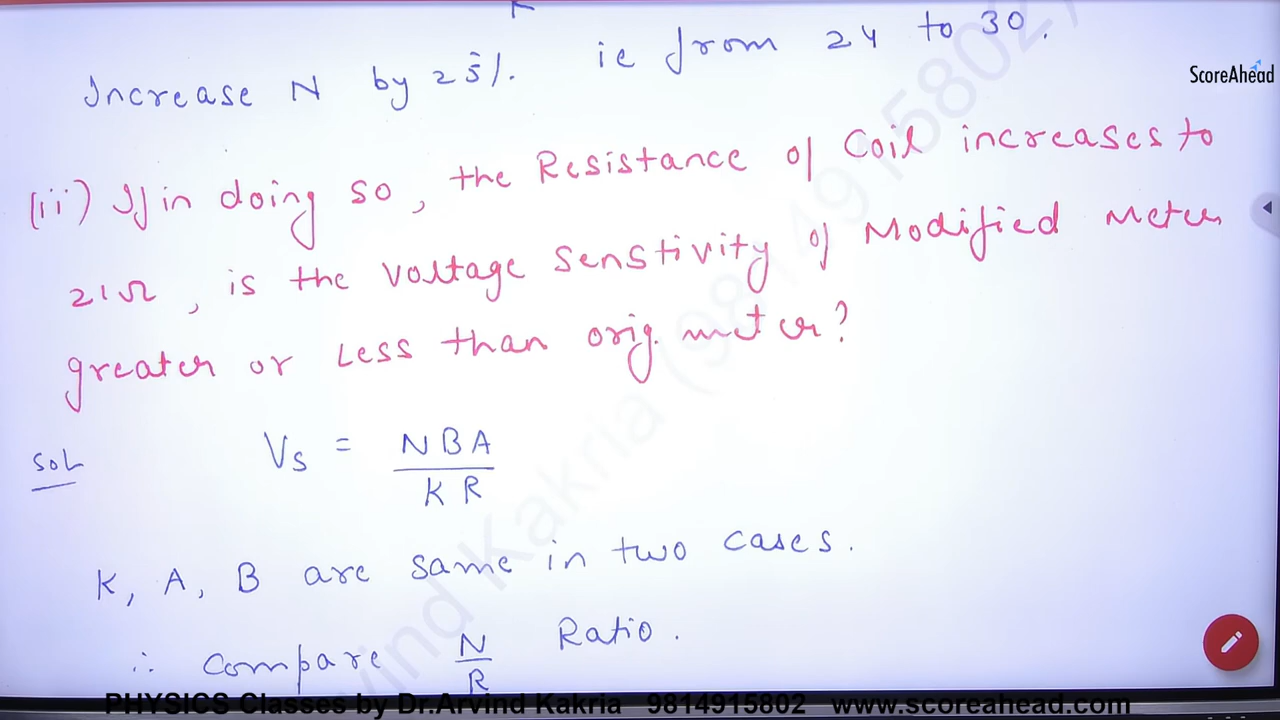 Increase N by 25%. ie from 24 to 30.
ScoreAhead
(ii) If in doing so, the Resistance of Coil increases to
21Ω, is the Voltage Senstivity of Modified Meter
greater or Less than orig. meter?
Sol
Vs = NBA
KR
K, A, B are same in two cases.
∴ Compare N Ratio.
R
PHYSICS Classes by Dr.Arvind Kakria 9814915802 www.scoreahead.com